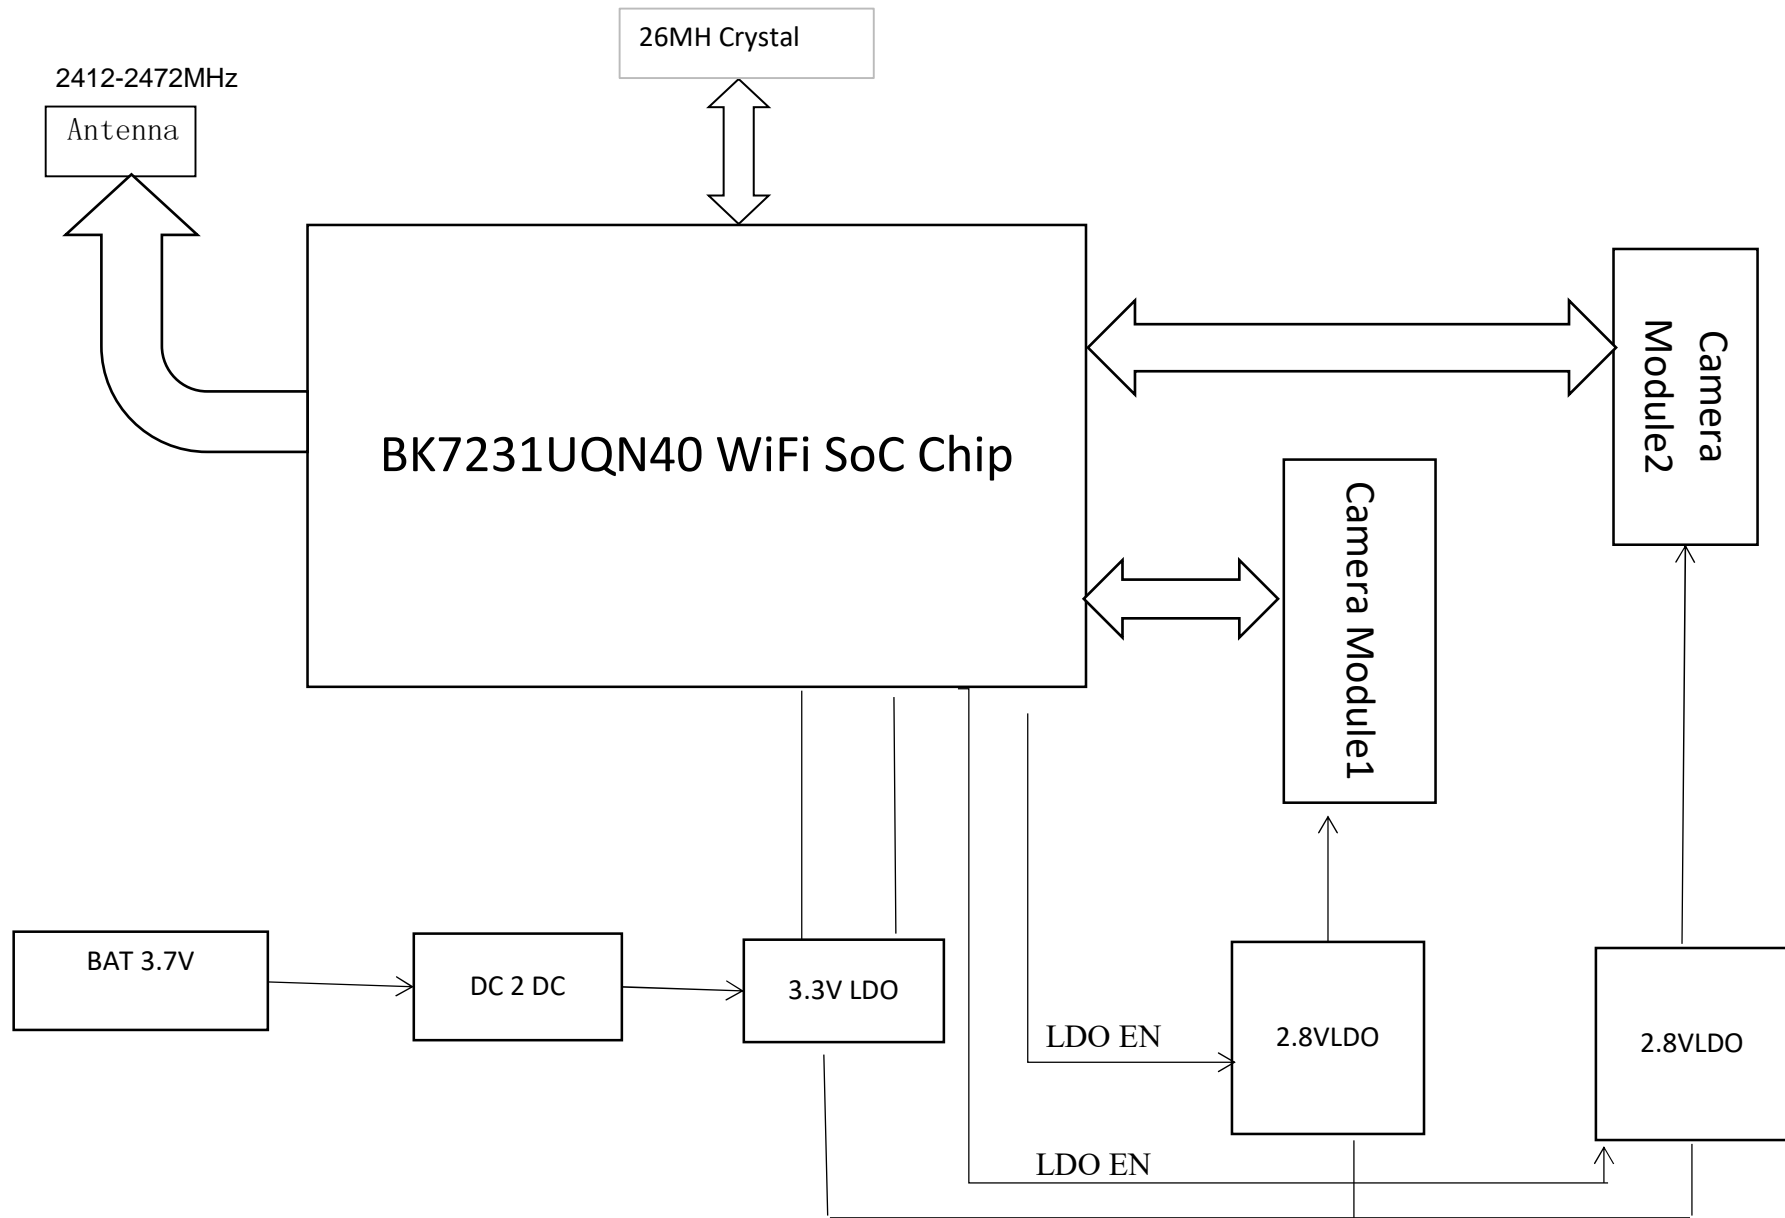 26MH Crystal
2412-2472MHz
Antenna
BK7231UQN40 WiFi SoC Chip
Camera
Module2
Camera Module1
BAT 3.7V
DC 2 DC
3.3V LDO
LDO EN
2.8VLDO
2.8VLDO
LDO EN